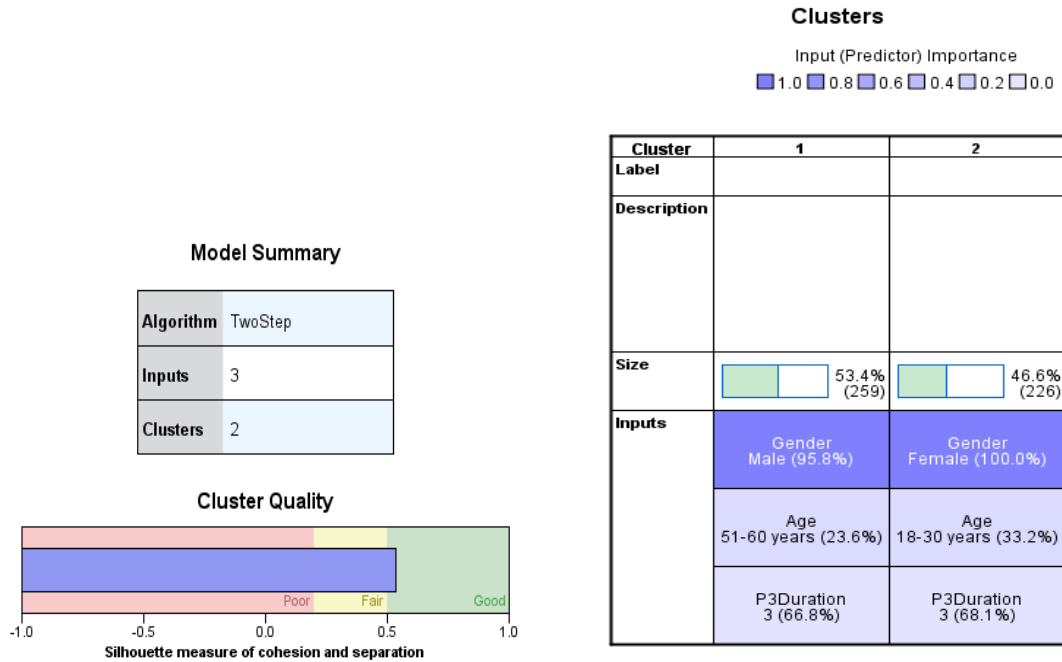 Model Summary
Algorithm TwoStep
Inputs 3
Clusters 2
Cluster Quality
Poor Fair Good
-1.0 -0.5 0.0 0.5 1.0
Silhouette measure of cohesion and separation
Clusters
Input (Predictor) Importance
1.0 0.8 0.6 0.4 0.2 0.0
Cluster 1 2
Label
Description
Size 53.4% 46.6%
(259) (226)
Inputs
Gender Gender
Male (95.8%) Female (100.0%)
Age Age
51-60 years (23.6%) 18-30 years (33.2%)
P3Duration P3Duration
3 (66.8%) 3 (68.1%)